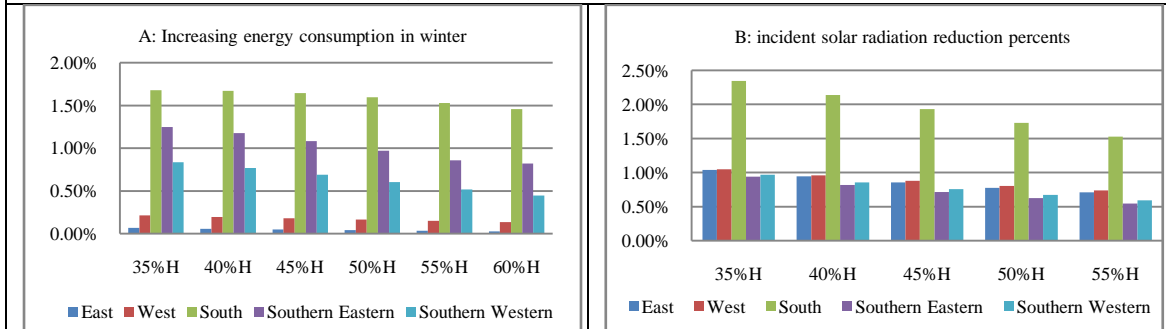 A: Increasing energy consumption in winter
2.00%
1.50%
1.00%
0.50%
0.00%
35%H 40%H 45%H 50%H 55%H 60%H
East West South Southern Eastern Southern Western
B: incident solar radiation reduction percents
2.50%
2.00%
1.50%
1.00%
0.50%
0.00%
35%H 40%H 45%H 50%H 55%H
East West South Southern Eastern Southern Western